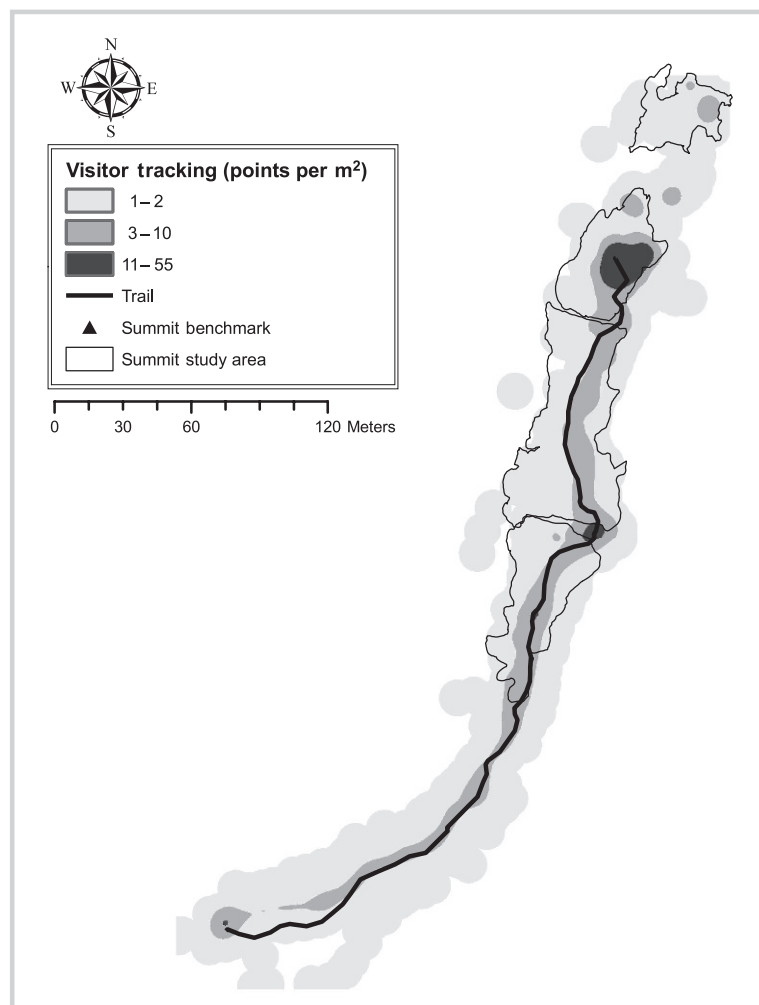 N
W E
S
Visitor tracking (points per m²)
1–2
3–10
11–55
Trail
Summit benchmark
Summit study area
0 30 60 120 Meters